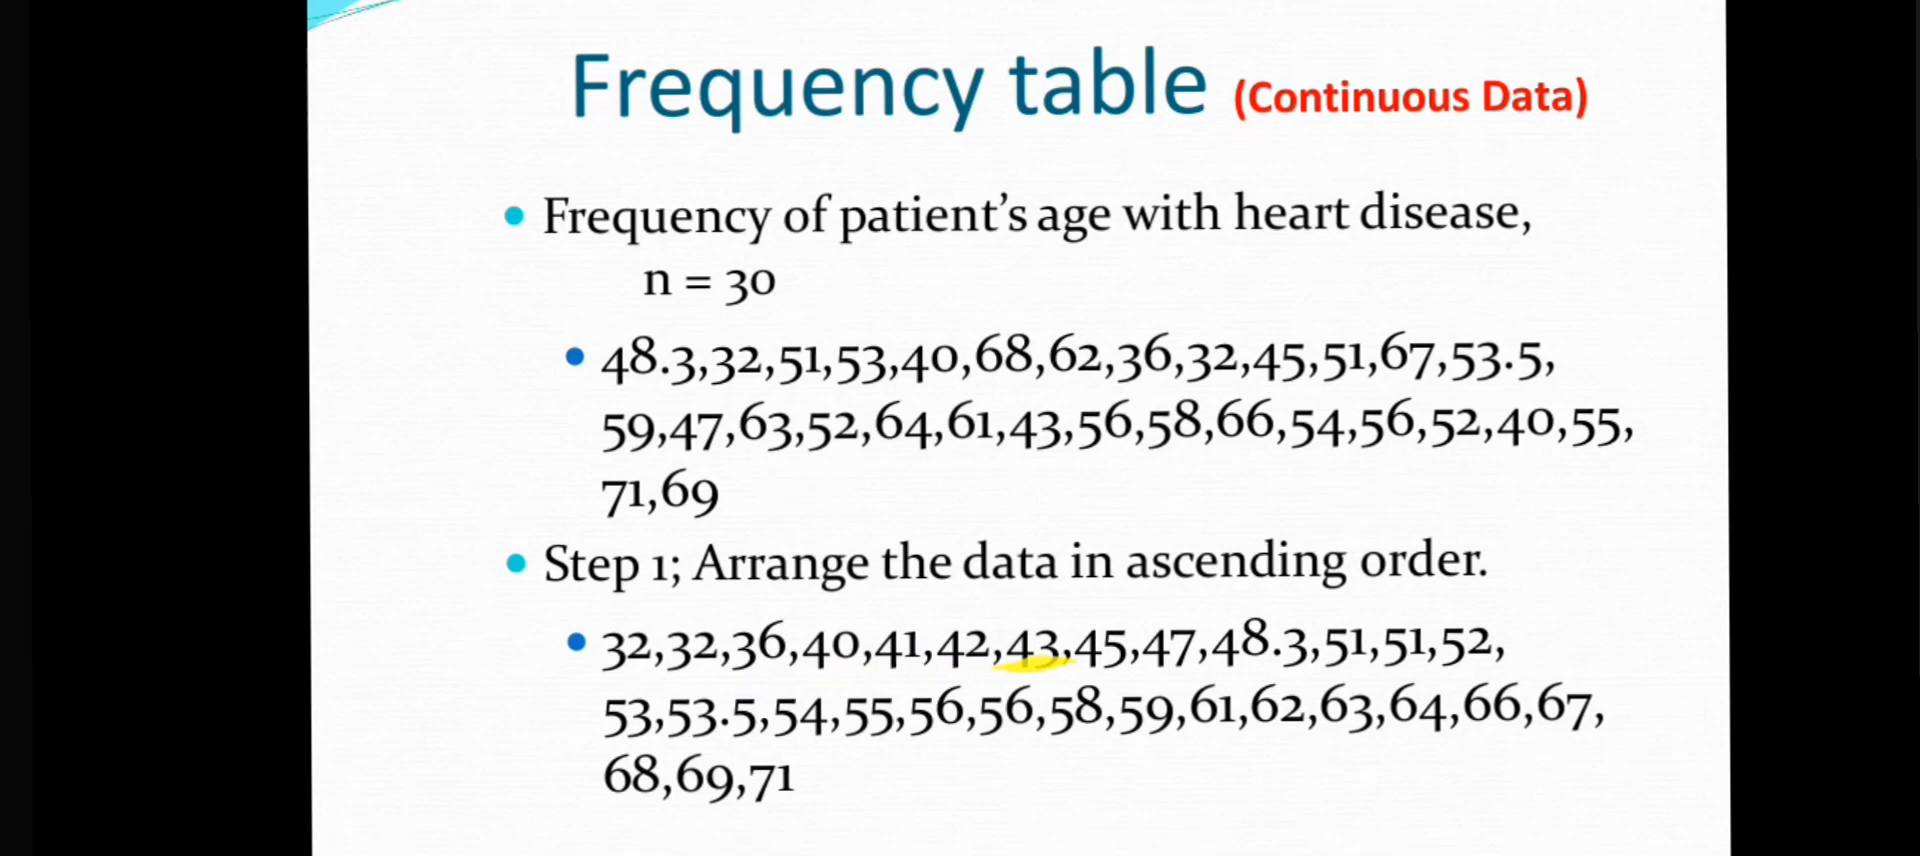 Frequency table (Continuous Data)
• Frequency of patient's age with heart disease,
n = 30
• 48.3,32,51,53,40,68,62,36,32,45,51,67,53.5,
59,47,63,52,64,61,43,56,58,66,54,56,52,40,55,
71,69
• Step 1; Arrange the data in ascending order.
• 32,32,36,40,41,42,43,45,47,48.3,51,51,52,
53,53.5,54,55,56,56,58,59,61,62,63,64,66,67,
68,69,71